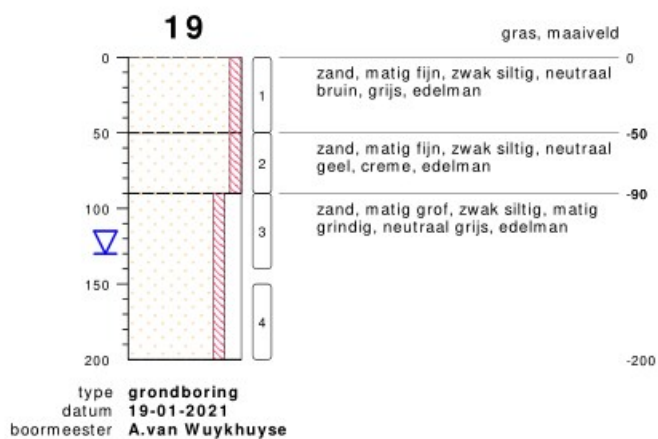 19
gras, maaiveld
0
0
zand, matig fijn, zwak siltig, neutraal
bruin, grijs, edelman
1
50
-50
zand, matig fijn, zwak siltig, neutraal
geel, creme, edelman
2
-90
100
zand, matig grof, zwak siltig, matig
grindig, neutraal grijs, edelman
3
150
4
200
-200
type grondboring
datum 19-01-2021
boormeester A.van Wuykhuyse